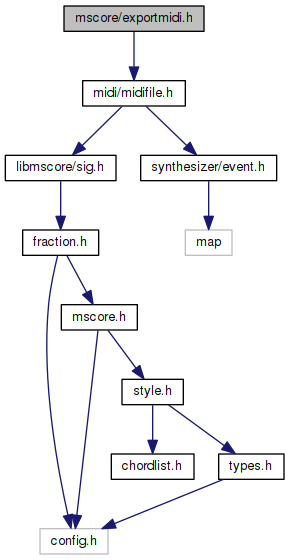 mscore/exportmidi.h
midi/midifile.h
libmscore/sig.h
synthesizer/event.h
fraction.h
map
mscore.h
style.h
chordlist.h
types.h
config.h